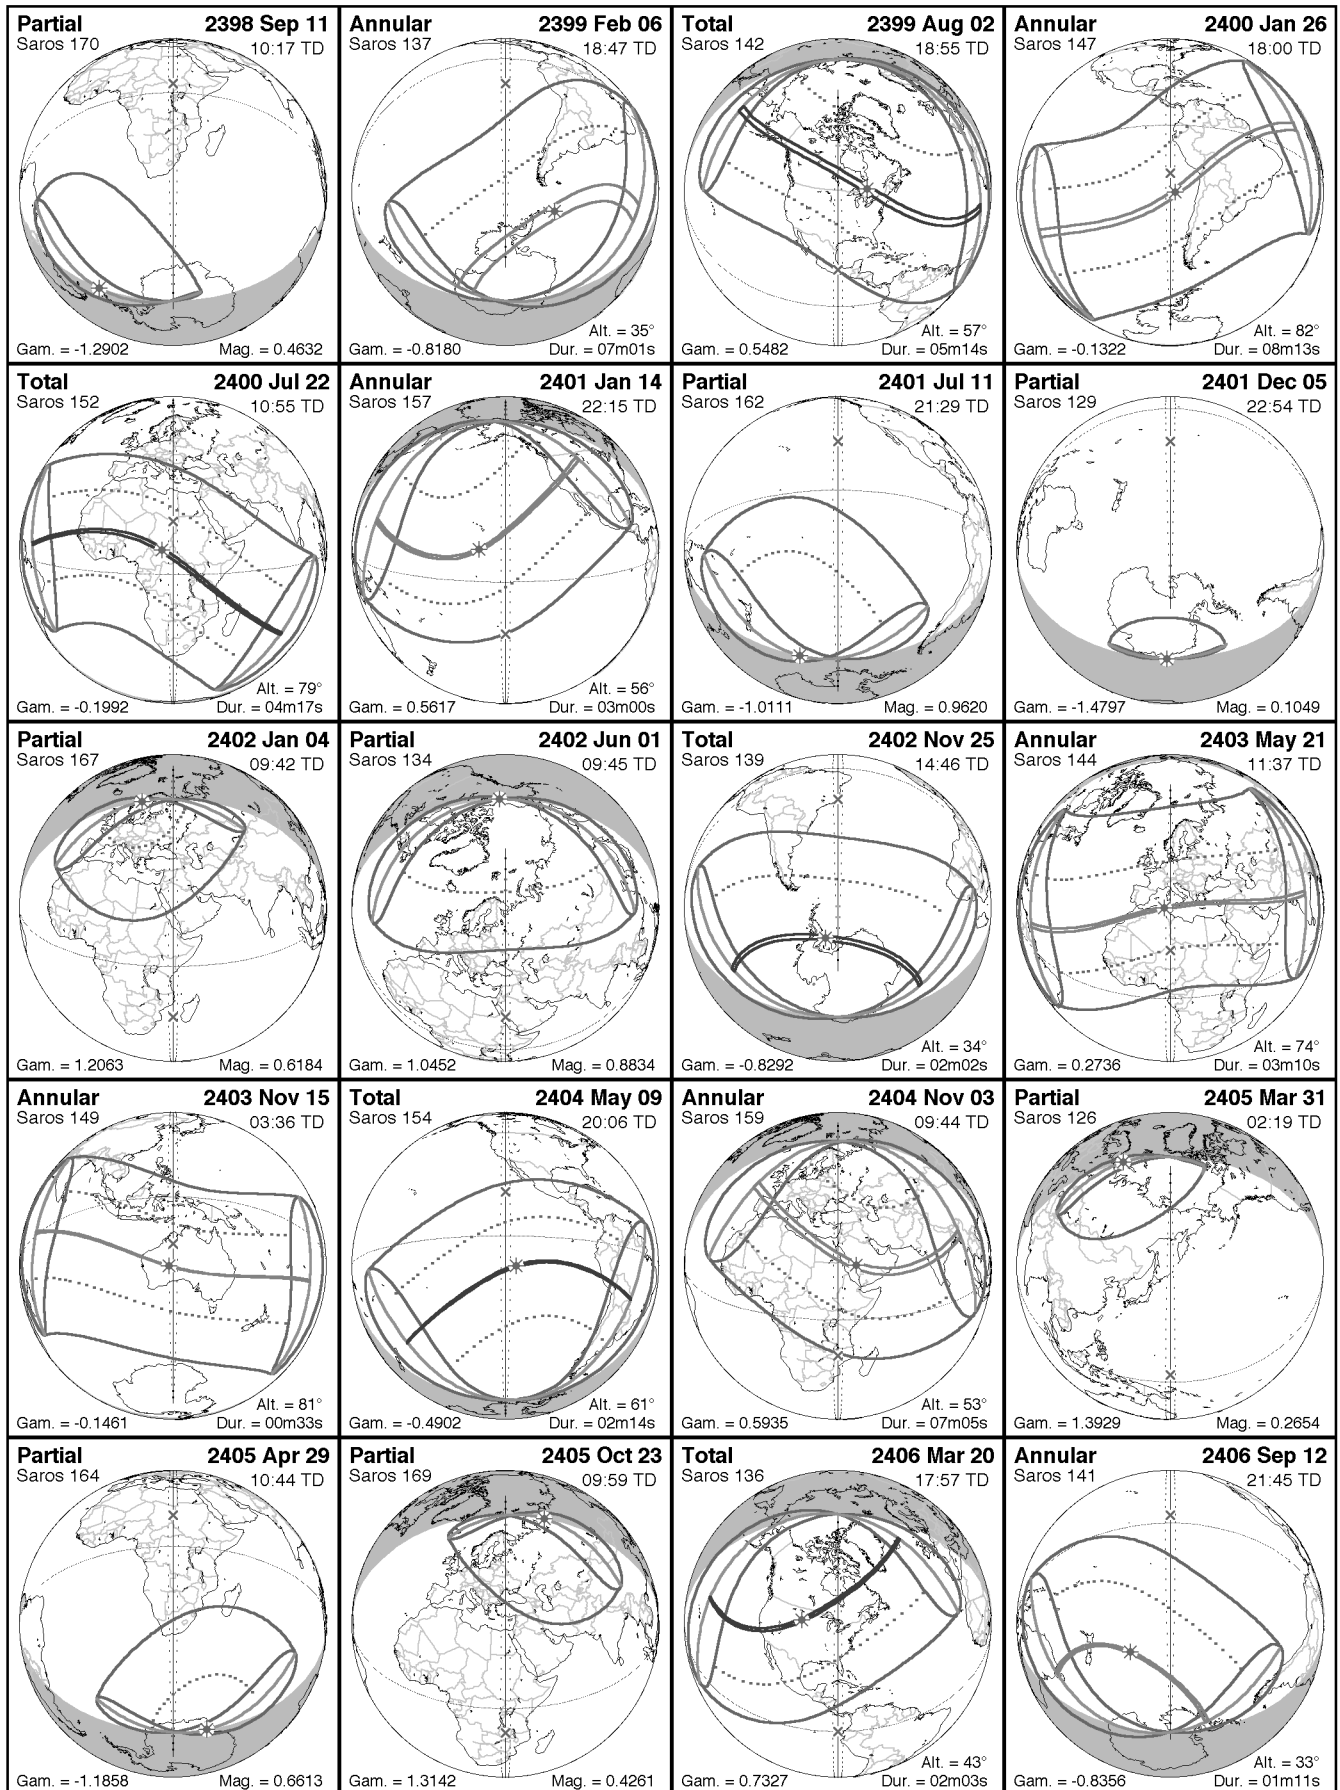 Partial 2398 Sep 11
Saros 170 10:17 TD
Gam. = -1.2902 Mag. = 0.4632
Annular 2399 Feb 06
Saros 137 18:47 TD
Alt. = 35°
Gam. = -0.8180 Dur. = 07m01s
Total 2399 Aug 02
Saros 142 18:55 TD
Alt. = 57°
Gam. = 0.5482 Dur. = 05m14s
Annular 2400 Jan 26
Saros 147 18:00 TD
Alt. = 82°
Gam. = -0.1322 Dur. = 08m13s
Total 2400 Jul 22
Saros 152 10:55 TD
Alt. = 79°
Gam. = -0.1992 Dur. = 04m17s
Annular 2401 Jan 14
Saros 157 22:15 TD
Alt. = 56°
Gam. = 0.5617 Dur. = 03m00s
Partial 2401 Jul 11
Saros 162 21:29 TD
Gam. = -1.0111 Mag. = 0.9620
Partial 2401 Dec 05
Saros 129 22:54 TD
Gam. = -1.4797 Mag. = 0.1049
Partial 2402 Jan 04
Saros 167 09:42 TD
Gam. = 1.2063 Mag. = 0.6184
Partial 2402 Jun 01
Saros 134 09:45 TD
Gam. = 1.0452 Mag. = 0.8834
Total 2402 Nov 25
Saros 139 14:46 TD
Alt. = 34°
Gam. = -0.8292 Dur. = 02m02s
Annular 2403 May 21
Saros 144 11:37 TD
Alt. = 74°
Gam. = 0.2736 Dur. = 03m10s
Annular 2403 Nov 15
Saros 149 03:36 TD
Alt. = 81°
Gam. = -0.1461 Dur. = 00m33s
Total 2404 May 09
Saros 154 20:06 TD
Alt. = 61°
Gam. = -0.4902 Dur. = 02m14s
Annular 2404 Nov 03
Saros 159 09:44 TD
Alt. = 53°
Gam. = 0.5935 Dur. = 07m05s
Partial 2405 Mar 31
Saros 126 02:19 TD
Gam. = 1.3929 Mag. = 0.2654
Partial 2405 Apr 29
Saros 164 10:44 TD
Gam. = -1.1858 Mag. = 0.6613
Partial 2405 Oct 23
Saros 169 09:59 TD
Gam. = 1.3142 Mag. = 0.4261
Total 2406 Mar 20
Saros 136 17:57 TD
Alt. = 43°
Gam. = 0.7327 Dur. = 02m03s
Annular 2406 Sep 12
Saros 141 21:45 TD
Alt. = 33°
Gam. = -0.8356 Dur. = 01m11s